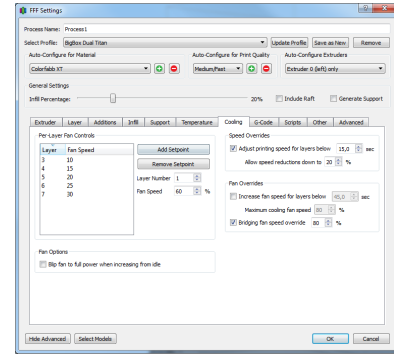 FFF Settings
Process Name: Process1
Select Profile: BigBox Dual Titan Update Profile Save as New Remove
Auto-Configure for Material Auto-Configure for Print Quality Auto-Configure Extruders
Colorfabb XT Medium/Fast Extruder 0 (left) only
General Settings
Infill Percentage: 20% Include Raft Generate Support
Extruder Layer Additions Infill Support Temperature Cooling G-Code Scripts Other Advanced
Per-Layer Fan Controls
Layer Fan Speed
3 10
4 15
5 20
6 25
7 30
Add Setpoint
Remove Setpoint
Layer Number 1
Fan Speed 60 %
Fan Options
Blip fan to full power when increasing from idle
Speed Overrides
Adjust printing speed for layers below 15,0 sec
Allow speed reductions down to 20 %
Fan Overrides
Increase fan speed for layers below 45,0 sec
Maximum cooling fan speed 80 %
Bridging fan speed override 80 %
Hide Advanced Select Models OK Cancel